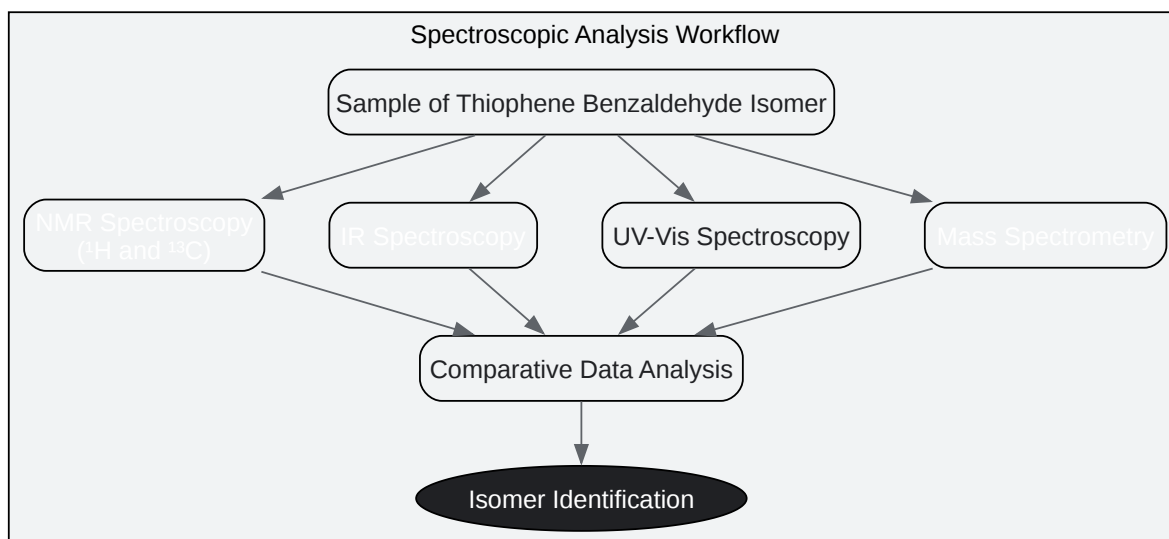 Spectroscopic Analysis Workflow
Sample of Thiophene Benzaldehyde Isomer
NMR Spectroscopy
(¹H and ¹³C)
IR Spectroscopy
UV-Vis Spectroscopy
Mass Spectrometry
Comparative Data Analysis
Isomer Identification